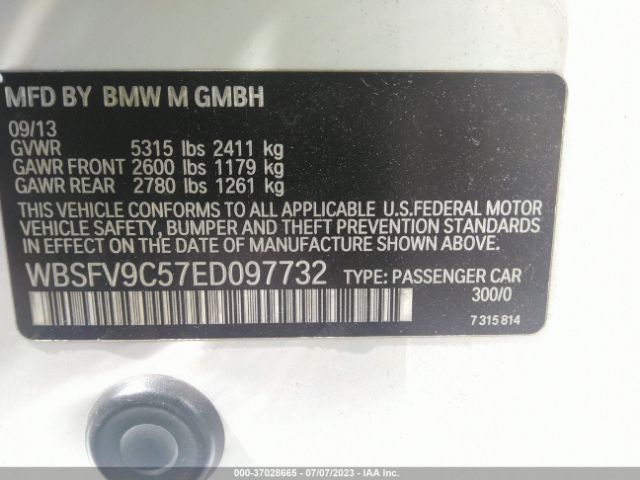 MFD BY BMW M GMBH
09/13
GVWR 5315 lbs 2411 kg
GAWR FRONT 2600 lbs 1179 kg
GAWR REAR 2780 lbs 1261 kg
THIS VEHICLE CONFORMS TO ALL APPLICABLE U.S.FEDERAL MOTOR
VEHICLE SAFETY, BUMPER AND THEFT PREVENTION STANDARDS
IN EFFECT ON THE DATE OF MANUFACTURE SHOWN ABOVE.
WBSFV9C57ED097732 TYPE: PASSENGER CAR
300/0
7 315 814
000-37028665 - 07/07/2023 - IAAI.COM